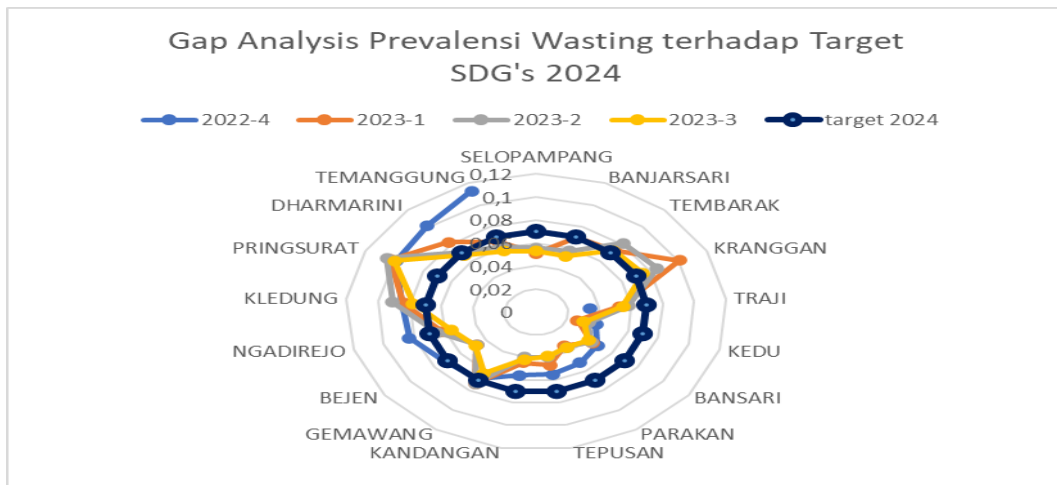 Gap Analysis Prevalensi Wasting terhadap Target
SDG's 2024
2022-4 2023-1 2023-2 2023-3 target 2024
SELOPAMPANG
TEMANGGUNG 0,12 BANJARSARI
DHARMARINI 0,1 TEMBARAK
0,08
PRINGSURAT 0,06 KRANGGAN
0,04
0,02
KLEDUNG 0 TRAJI
NGADIREJO KEDU
BEJEN BANSARI
GEMAWANG PARAKAN
KANDANGAN TEPUSAN